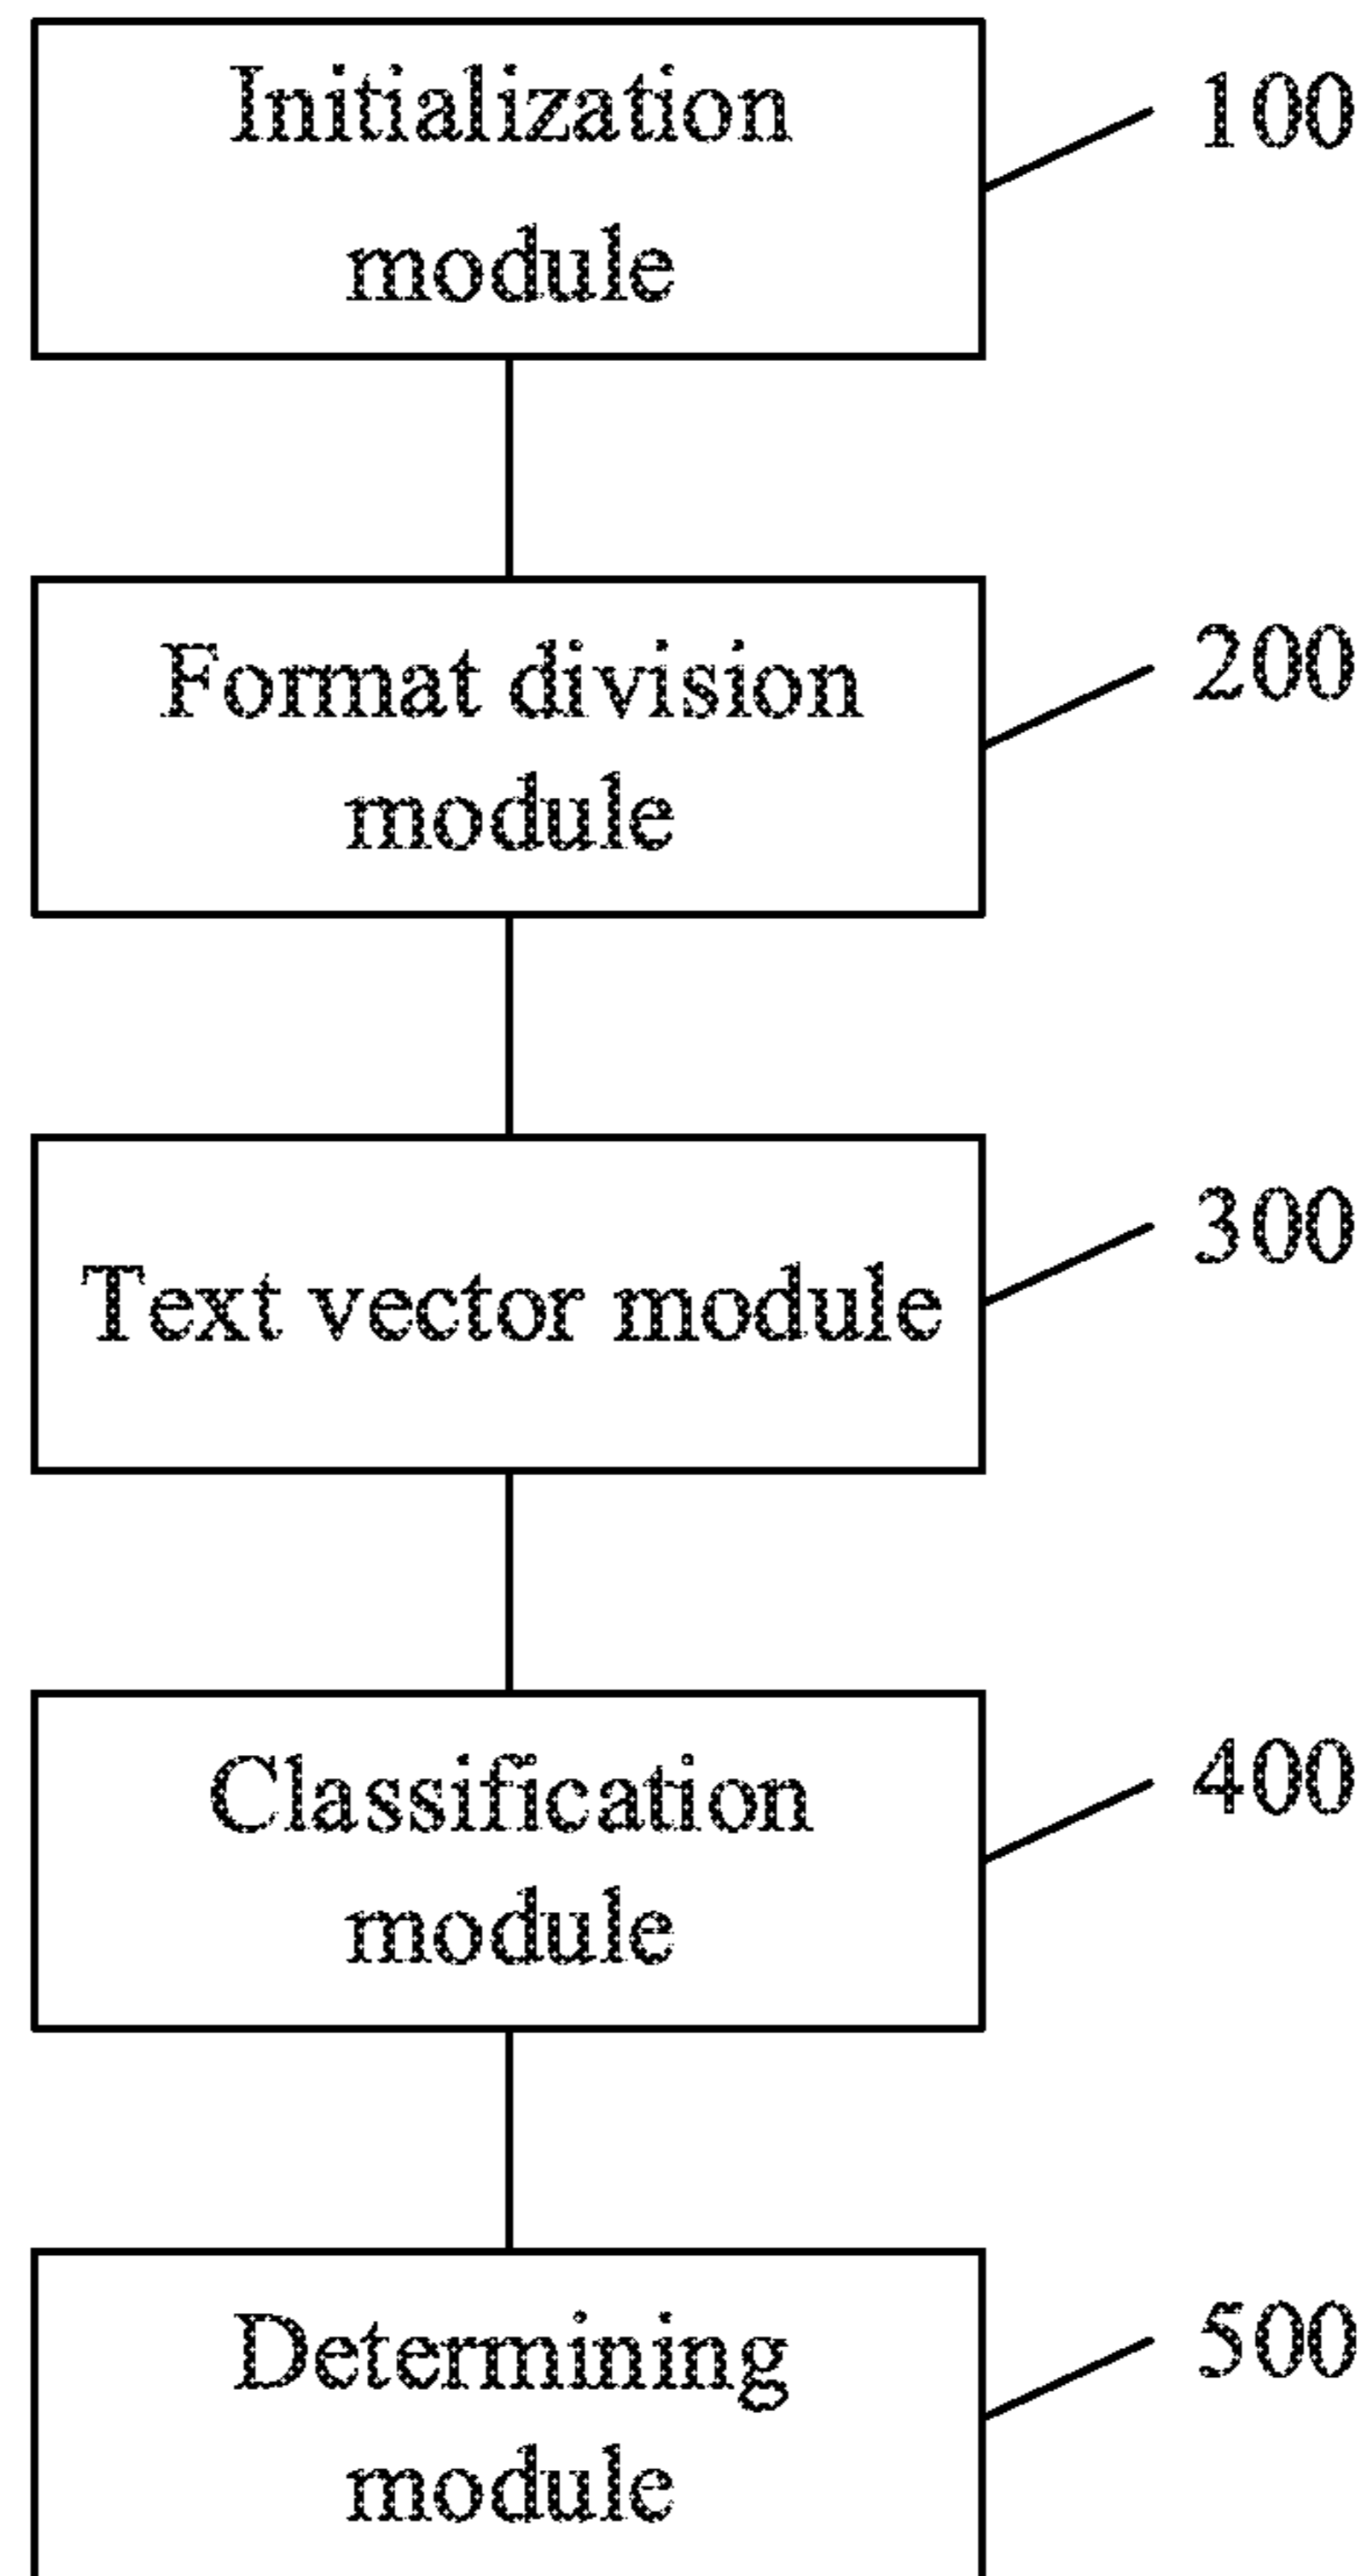 Initialization
module
100
Format division
module
200
Text vector module
300
Classification
module
400
Determining
module
500